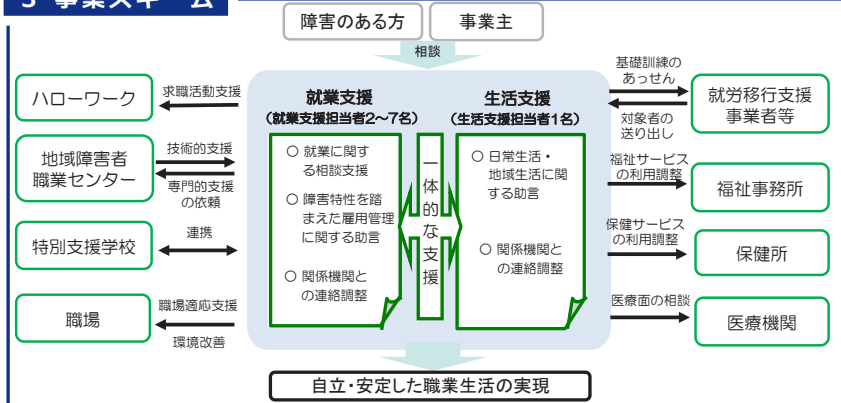 3 事業スキーム
障害のある方
事業主
相談
ハローワーク
求職活動支援
地域障害者
職業センター
技術的支援
専門的支援
の依頼
特別支援学校
連携
職場
職場適応支援
環境改善
就業支援
(就業支援担当者2～7名)
○ 就業に関す
る相談支援
○ 障害特性を踏
まえた雇用管理
に関する助言
○ 関係機関と
の連絡調整
一体的な支援
生活支援
(生活支援担当者1名)
○ 日常生活・
地域生活に関
する助言
○ 関係機関と
の連絡調整
基礎訓練の
あっせん
対象者の
送り出し
就労移行支援
事業者等
福祉サービス
の利用調整
福祉事務所
保健サービス
の利用調整
保健所
医療面の相談
医療機関
自立・安定した職業生活の実現